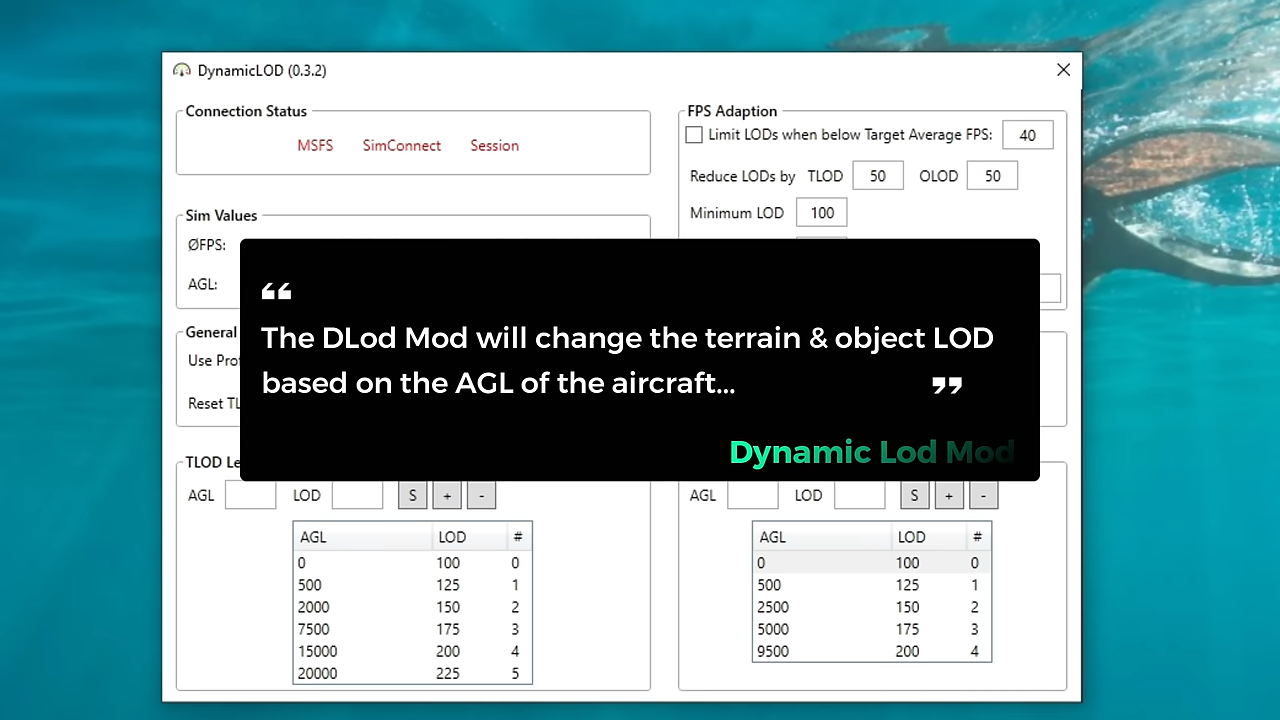 DynamicLOD (0.3.2)
Connection Status
MSFS SimConnect Session
FPS Adaption
Limit LODs when below Target Average FPS: 40
Reduce LODs by TLOD 50 OLOD 50
Minimum LOD 100
Sim Values
ØFPS:
AGL:
General
Use
Reset
“
The DLod Mod will change the terrain & object LOD
based on the AGL of the aircraft...
”
Dynamic Lod Mod
TLOD
AGL LOD S + -
AGL LOD #
0 100 0
500 125 1
2000 150 2
7500 175 3
15000 200 4
20000 225 5
AGL LOD S + -
AGL LOD #
0 100 0
500 125 1
2500 150 2
5000 175 3
9500 200 4